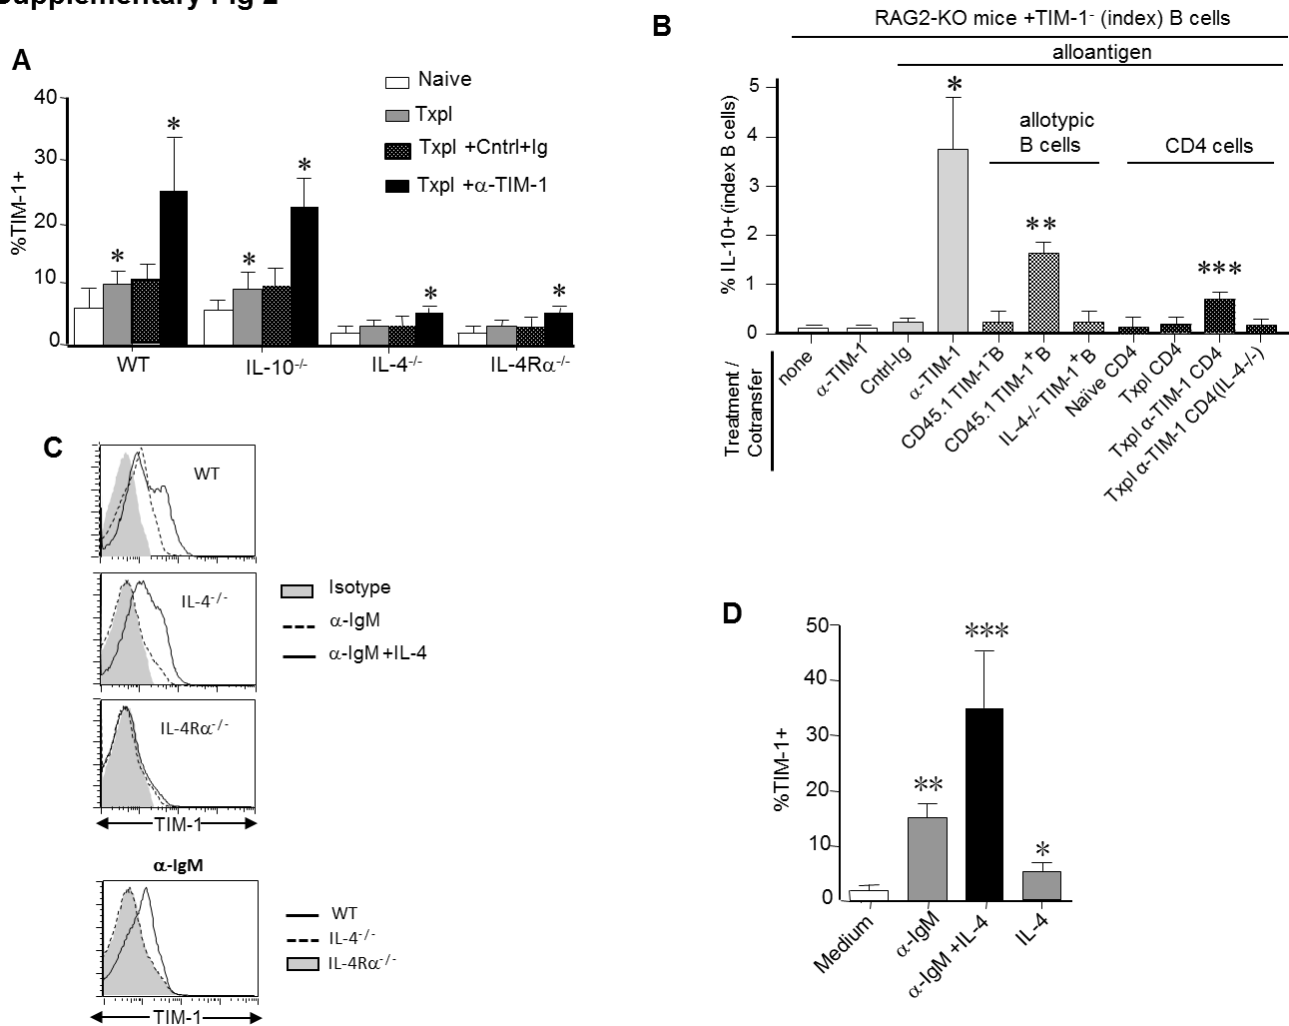 Supplementary Fig 2
A
Naive
Txpl
Txpl +Cntrl+Ig
Txpl +α-TIM-1
%TIM-1+
40
30
20
10
0
*
*
*
*
*
*
WT
IL-10-/-
IL-4-/-
IL-4Rα-/-
B
RAG2-KO mice +TIM-1- (index) B cells
alloantigen
allotypic
B cells
CD4 cells
% IL-10+ (index B cells)
5
4
3
2
1
0
*
**
***
Treatment /
Cotransfer
none
α-TIM-1
Cntrl-Ig
α-TIM-1
CD45.1 TIM-1-B
CD45.1 TIM-1+B
IL-4-/- TIM-1+B
Naïve CD4
Txpl CD4
Txpl α-TIM-1 CD4
Txpl α-TIM-1 CD4(IL-4-/-)
C
WT
IL-4-/-
IL-4Rα-/-
TIM-1
Isotype
α-IgM
α-IgM+IL-4
α-IgM
TIM-1
WT
IL-4-/-
IL-4Rα-/-
D
%TIM-1+
50
40
30
20
10
0
**
***
*
Medium
α-IgM
α-IgM +IL-4
IL-4